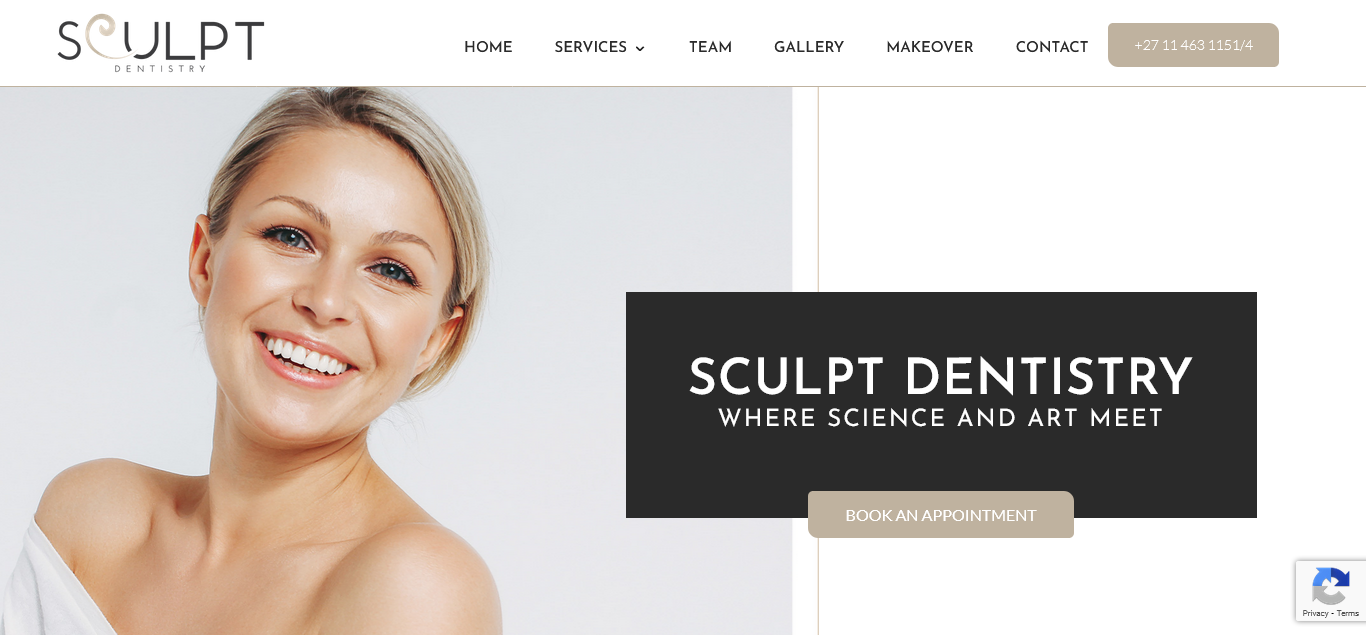 SCULPT
DENTISTRY
HOME
SERVICES
TEAM
GALLERY
MAKEOVER
CONTACT
+27 11 463 1151/4
SCULPT DENTISTRY
WHERE SCIENCE AND ART MEET
BOOK AN APPOINTMENT
Privacy - Terms